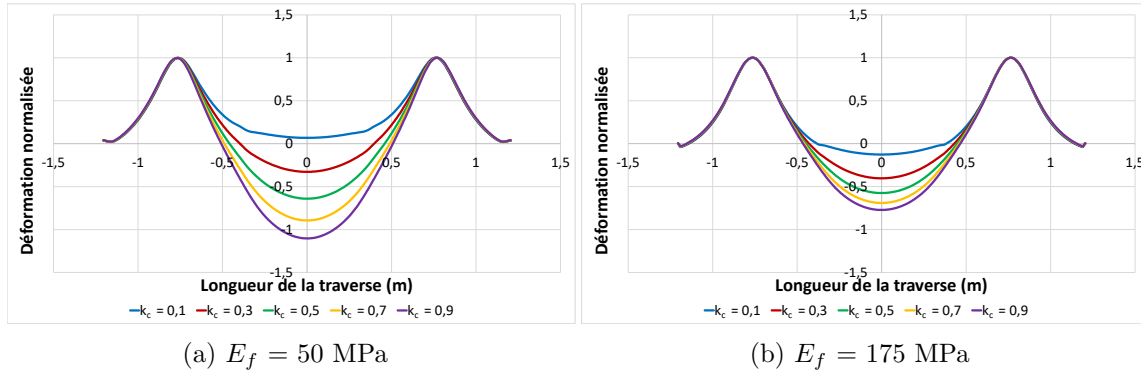 1,5
1
0,5
0
-0,5
-1
-1,5
-1,5 -1 -0,5 0 0,5 1 1,5
Déformation normalisée
Longueur de la traverse (m)
k_c = 0,1 k_c = 0,3 k_c = 0,5 k_c = 0,7 k_c = 0,9
(a) E_f = 50 MPa
1,5
1
0,5
0
-0,5
-1
-1,5
-1,5 -1 -0,5 0 0,5 1 1,5
Déformation normalisée
Longueur de la traverse (m)
k_c = 0,1 k_c = 0,3 k_c = 0,5 k_c = 0,7 k_c = 0,9
(b) E_f = 175 MPa